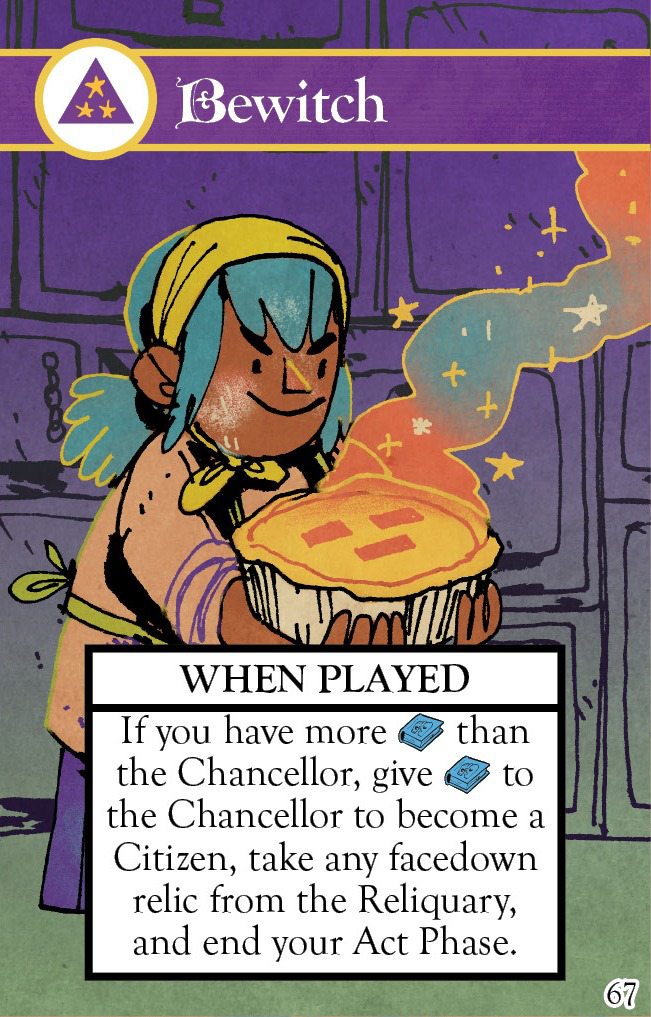 Bewitch
WHEN PLAYED
If you have more than
the Chancellor, give to
the Chancellor to become a
Citizen, take any facedown
relic from the Reliquary,
and end your Act Phase.
67